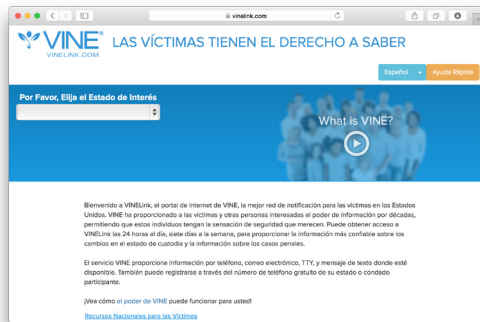 vinelink.com
VINE®
VINELINK.COM
LAS VÍCTIMAS TIENEN EL DERECHO A SABER
Español
Ayuda Rápida
Por Favor, Elija el Estado de Interés
What is VINE?
Bienvenido a VINELink, el portal de internet de VINE, la mejor red de notificación para las víctimas en los Estados
Unidos. VINE ha proporcionado a las víctimas y otras personas interesadas el poder de información por décadas,
permitiendo que estos individuos tengan la sensación de seguridad que merecen. Puede obtener acceso a
VINELink las 24 horas al día, siete días a la semana, para proporcionar la información más confiable sobre los
cambios en el estado de custodia y la información sobre los casos penales.
El servicio VINE proporciona información por teléfono, correo electrónico, TTY, y mensaje de texto donde esté
disponible. También puede registrarse a través del número de teléfono gratuito de su estado o condado
participante.
¡Vea cómo el poder de VINE puede funcionar para usted!
Recursos Nacionales para las Víctimas